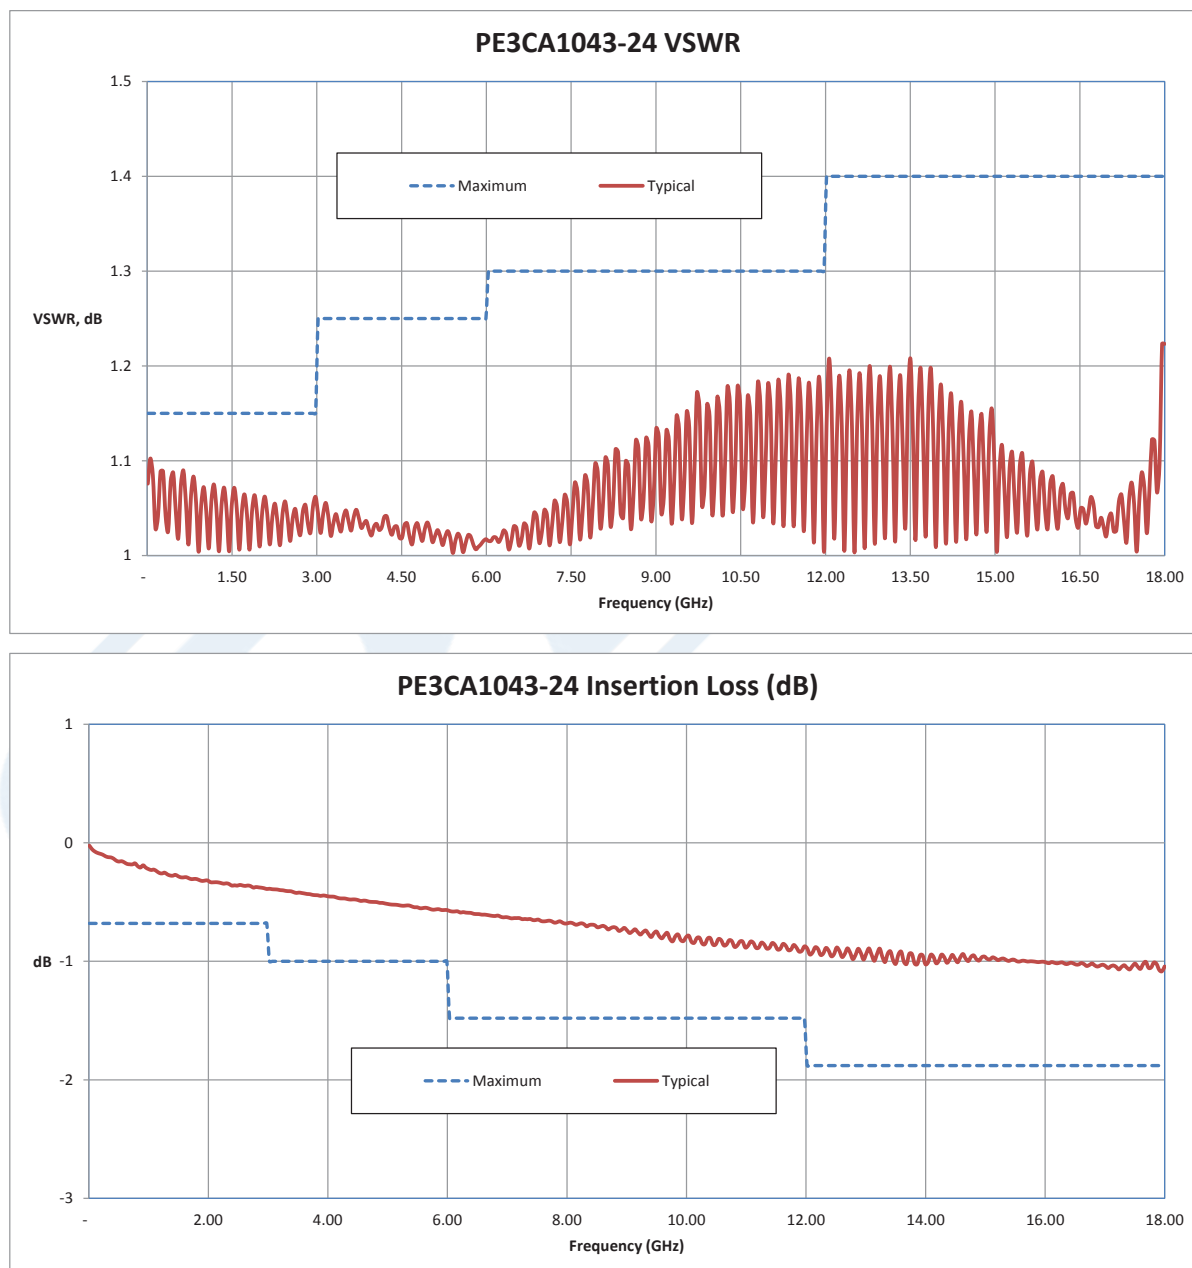 PE3CA1043-24 VSWR
1.5
1.4
1.3
1.2
1.1
1
VSWR, dB
Maximum
Typical
- 1.50 3.00 4.50 6.00 7.50 9.00 10.50 12.00 13.50 15.00 16.50 18.00
Frequency (GHz)
PE3CA1043-24 Insertion Loss (dB)
1
0
-1
-2
-3
dB
Maximum
Typical
- 2.00 4.00 6.00 8.00 10.00 12.00 14.00 16.00 18.00
Frequency (GHz)